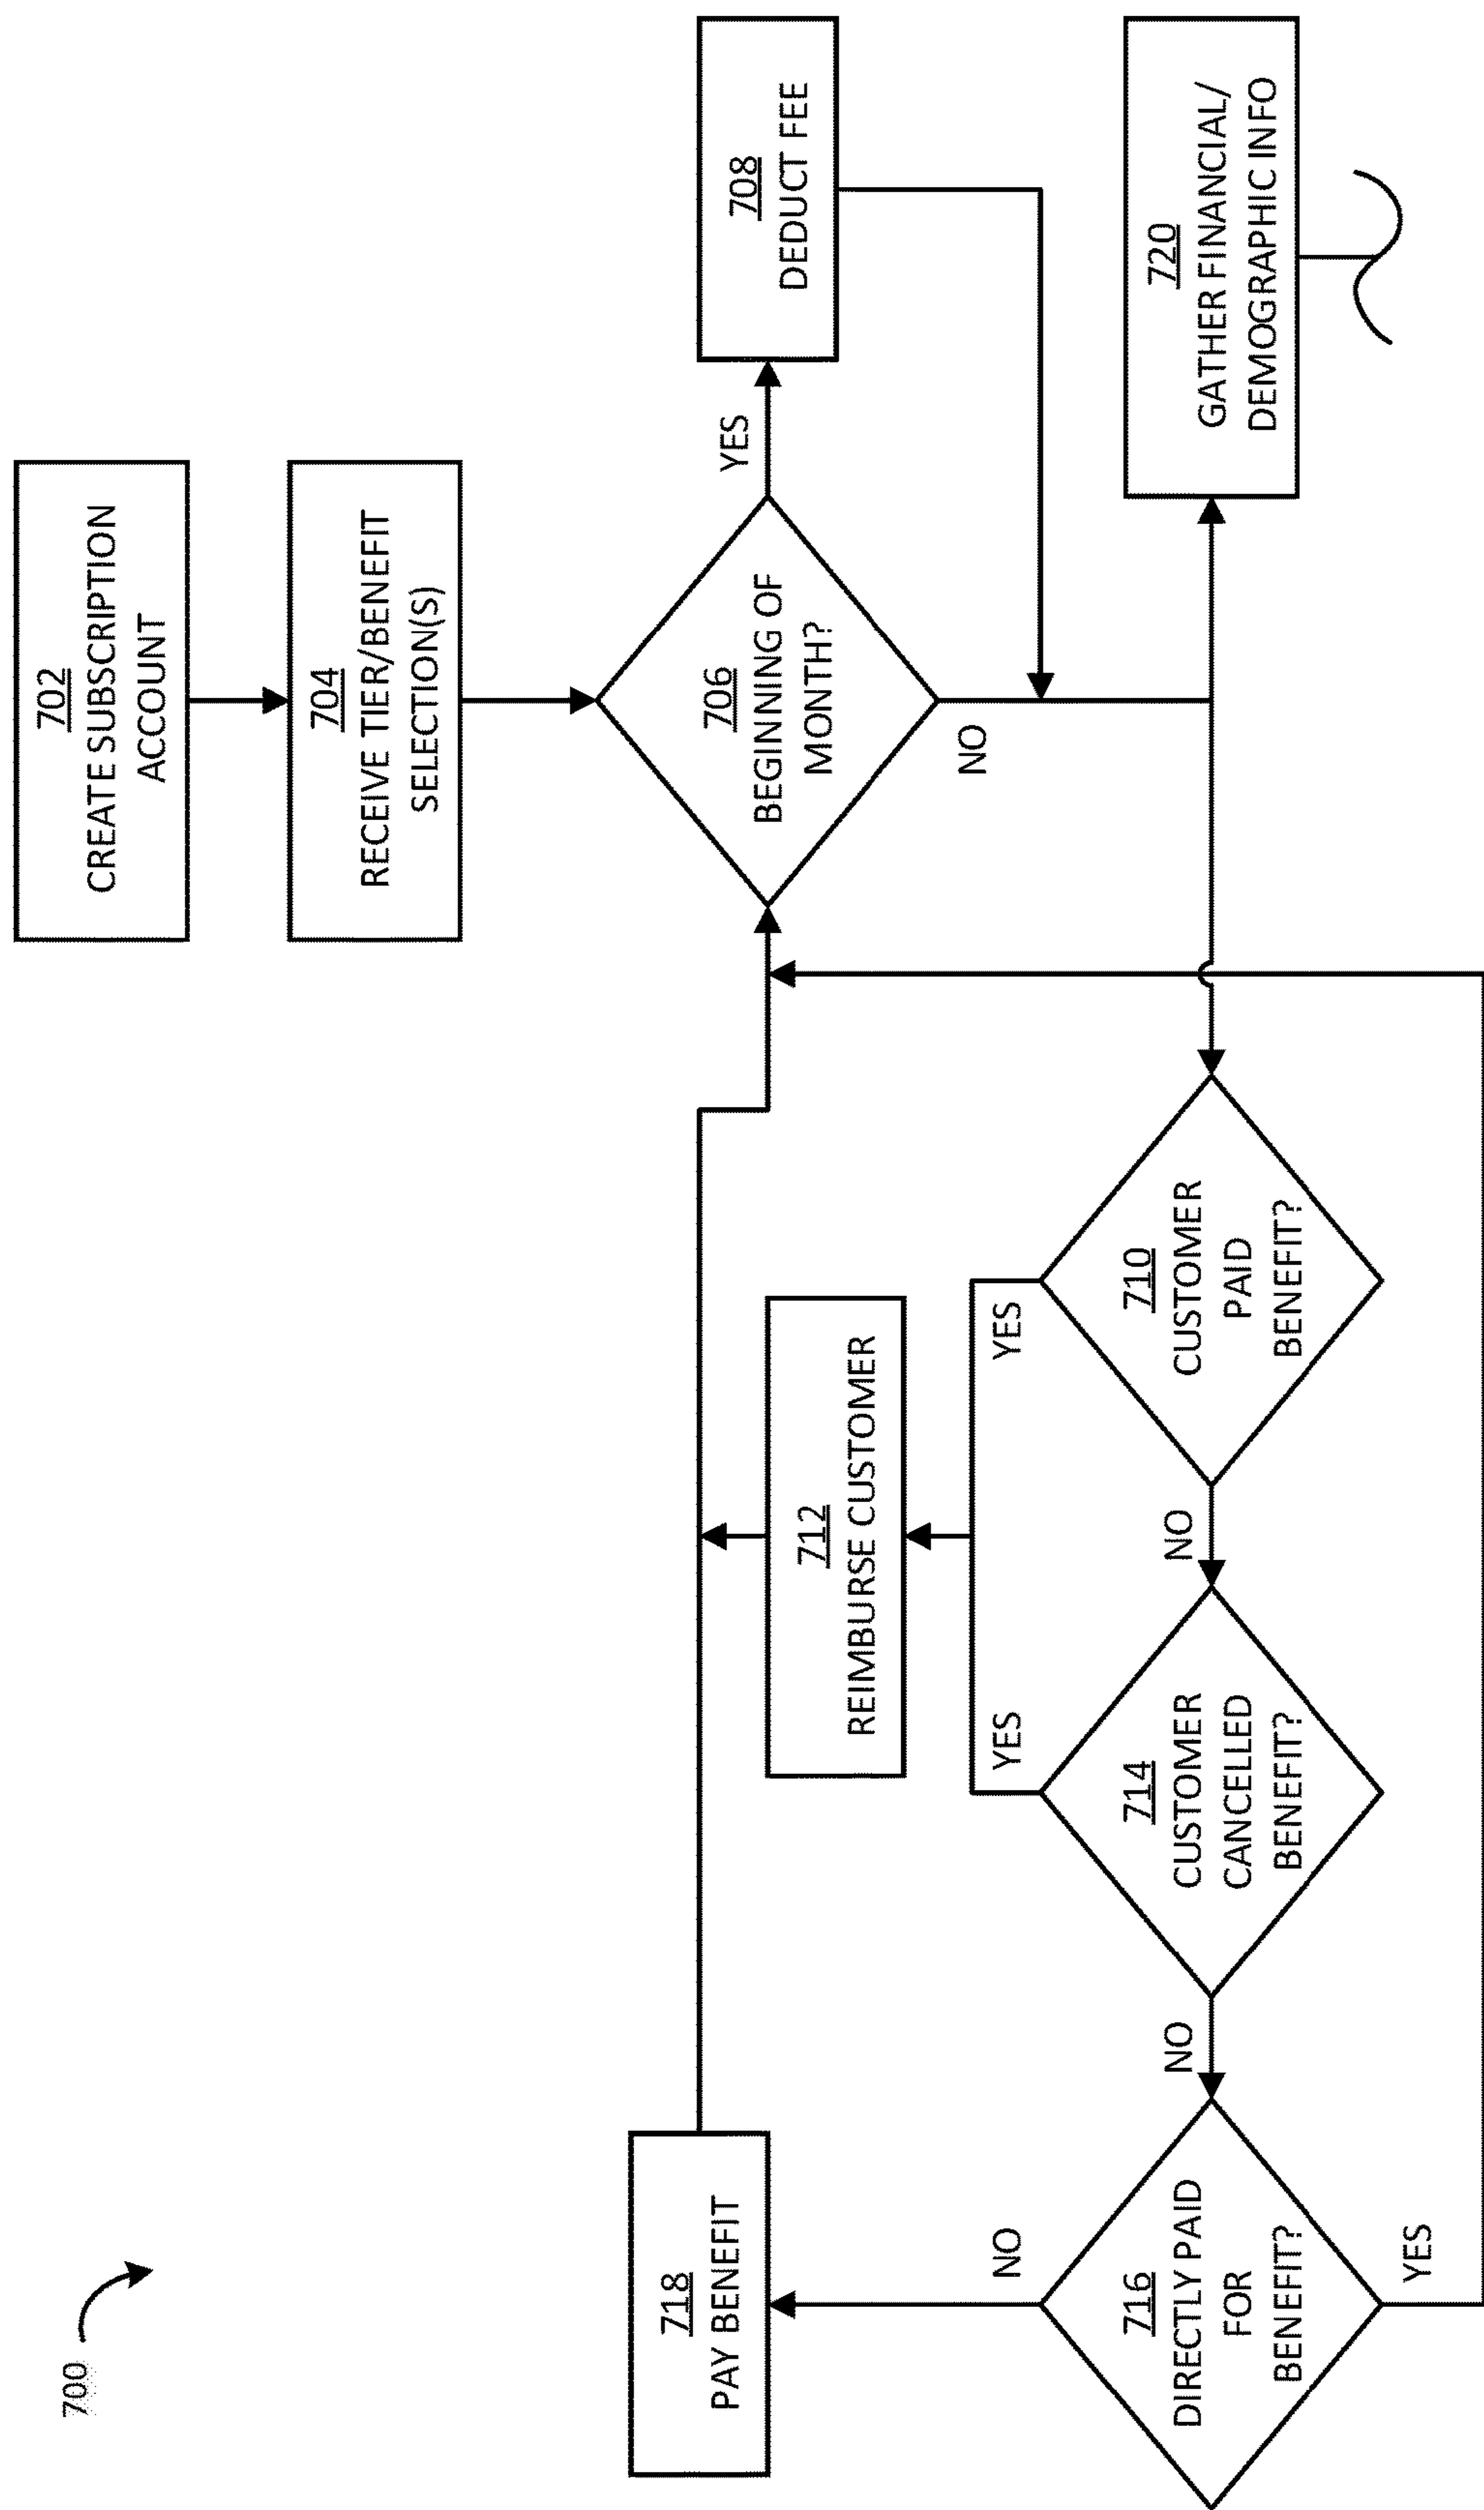 700
702
CREATE SUBSCRIPTION
ACCOUNT
704
RECEIVE TIER/BENEFIT
SELECTION(S)
706
BEGINNING OF
MONTH?
YES
708
DEDUCT FEE
NO
720
GATHER FINANCIAL/
DEMOGRAPHIC INFO
710
CUSTOMER
PAID
BENEFIT?
YES
712
REIMBURSE CUSTOMER
NO
714
CUSTOMER
CANCELLED
BENEFIT?
YES
NO
716
DIRECTLY PAID
FOR
BENEFIT?
NO
YES
718
PAY BENEFIT